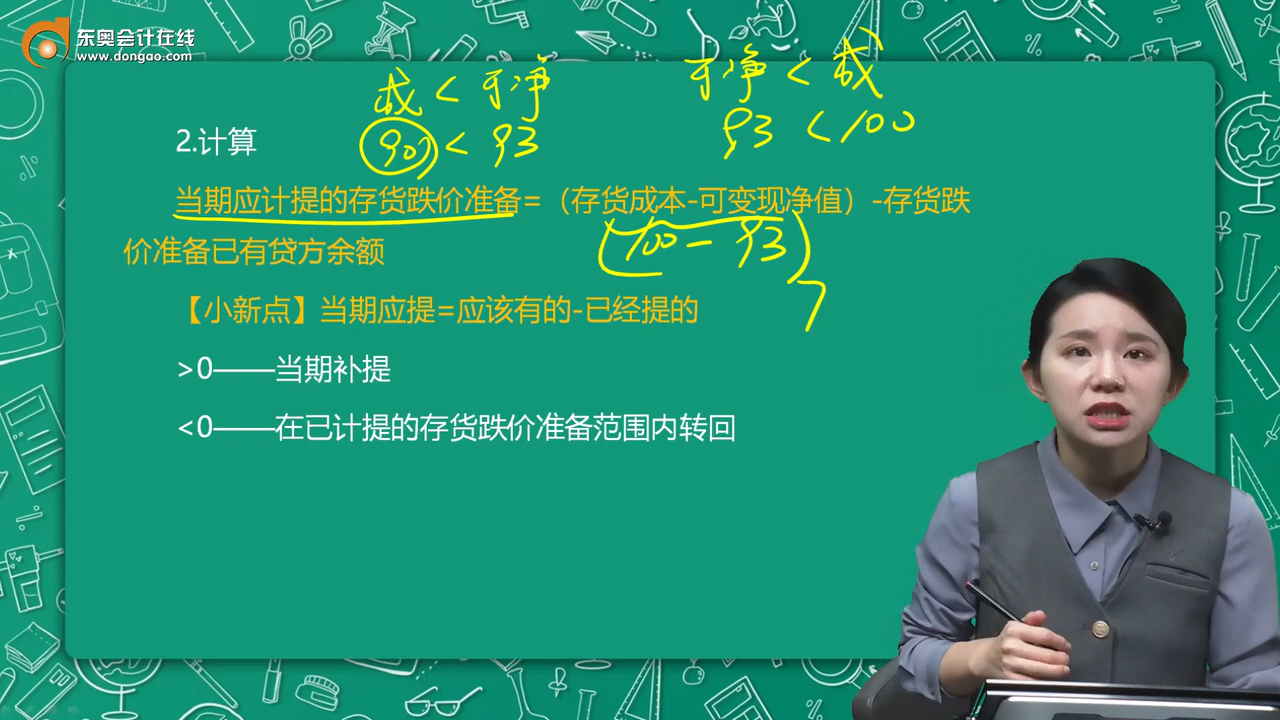 东奥会计在线
www.dongao.com
成<可净
可净<成
90<93
93<100
2.计算
当期应计提的存货跌价准备=（存货成本-可变现净值）-存货跌
价准备已有贷方余额
(100-93)
7
【小新点】当期应提=应该有的-已经提的
>0——当期补提
<0——在已计提的存货跌价准备范围内转回